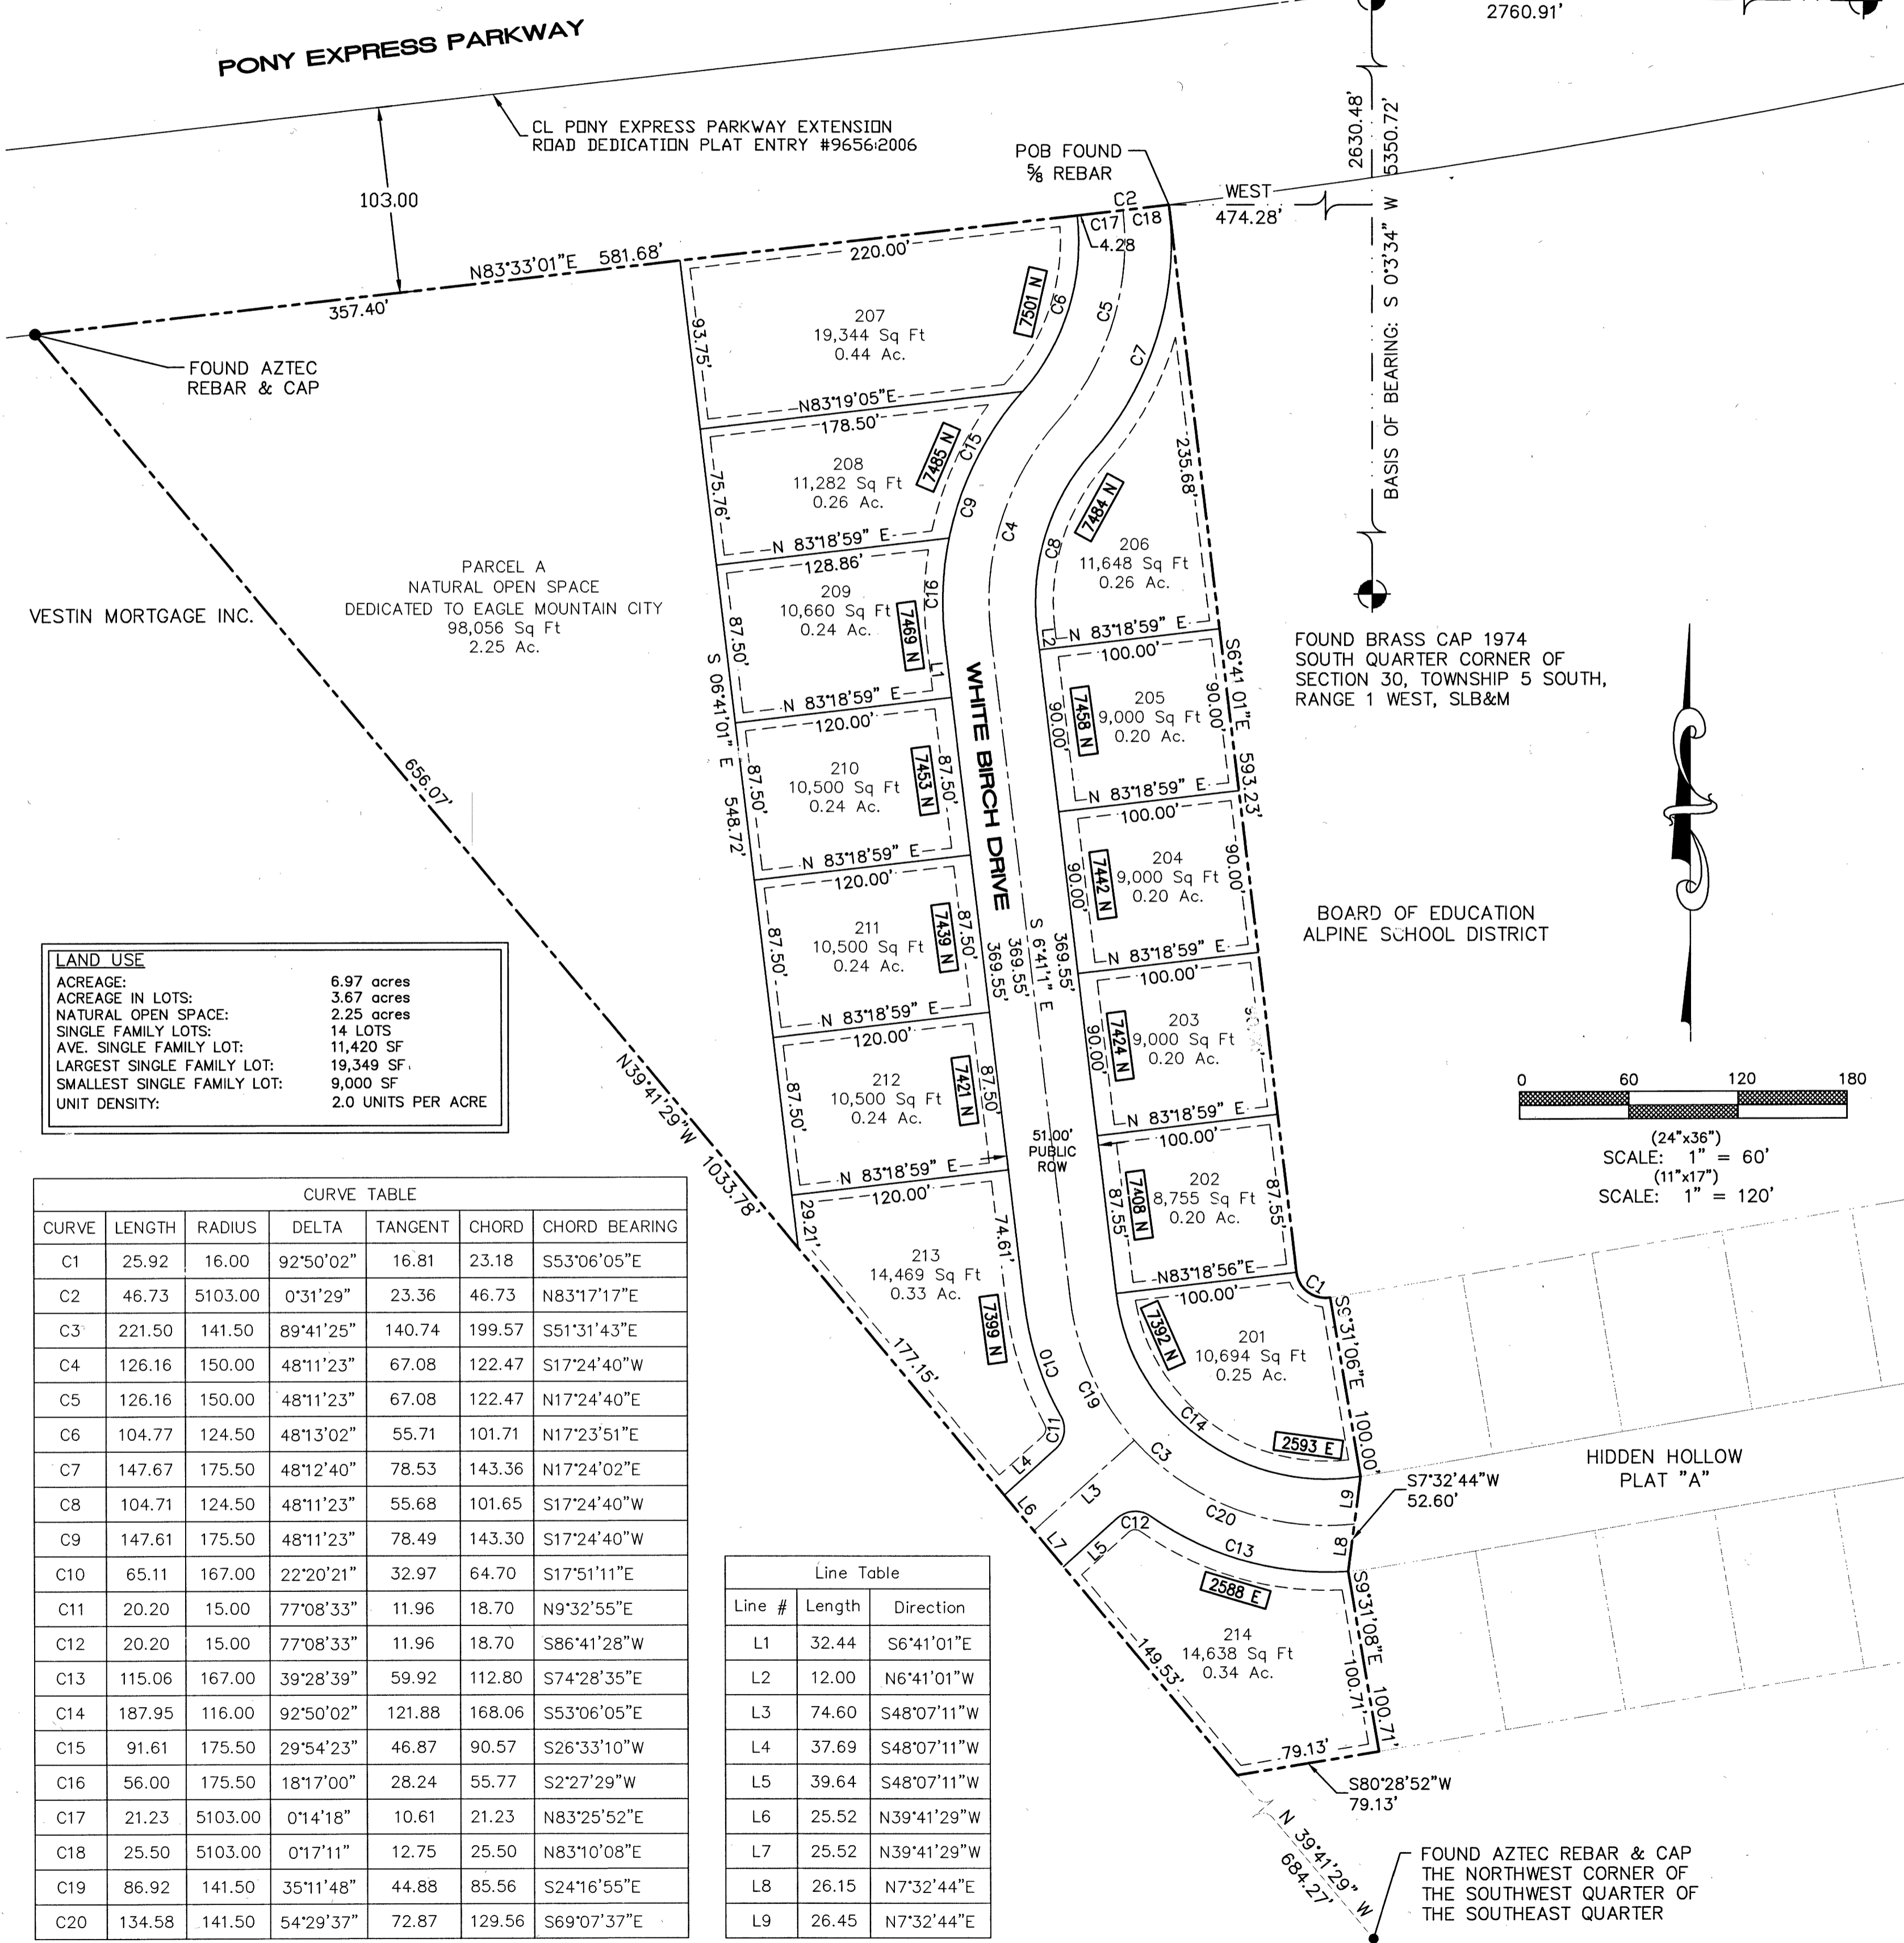 2760.91'
PONY EXPRESS PARKWAY
2630.48'
BASIS OF BEARING: S 0°3'34" W 5350.72'
CL PONY EXPRESS PARKWAY EXTENSION
ROAD DEDICATION PLAT ENTRY #9656:2006
103.00
POB FOUND
⅝ REBAR
C2
WEST
474.28'
C17
C18
4.28
N83°33'01"E 581.68'
220.00'
357.40'
FOUND AZTEC
REBAR & CAP
93.75'
207
19,344 Sq Ft
0.44 Ac.
7501 N
C6
C5
C7
N83°19'05"E
178.50'
75.76'
208
11,282 Sq Ft
0.26 Ac.
7485 N
C15
C9
C4
C8
7484 N
235.68'
206
11,648 Sq Ft
0.26 Ac.
N 83°18'59" E
128.86'
209
10,660 Sq Ft
0.24 Ac.
87.50'
7469 N
C16
L1
L2
N 83°18'59" E
100.00'
PARCEL A
NATURAL OPEN SPACE
DEDICATED TO EAGLE MOUNTAIN CITY
98,056 Sq Ft
2.25 Ac.
VESTIN MORTGAGE INC.
S 06°41'01" E 548.72'
S6°41'01"E 593.23'
FOUND BRASS CAP 1974
SOUTH QUARTER CORNER OF
SECTION 30, TOWNSHIP 5 SOUTH,
RANGE 1 WEST, SLB&M
N 83°18'59" E
120.00'
WHITE BIRCH DRIVE
205
9,000 Sq Ft
0.20 Ac.
7458 N
90.00'
90.00'
N 83°18'59" E
100.00'
210
10,500 Sq Ft
0.24 Ac.
87.50'
7453 N
87.50'
656.07'
N 83°18'59" E
120.00'
204
9,000 Sq Ft
0.20 Ac.
90.00'
7442 N
90.00'
BOARD OF EDUCATION
ALPINE SCHOOL DISTRICT
211
10,500 Sq Ft
0.24 Ac.
87.50'
7439 N
87.50'
369.55'
369.55'
S 6°41'1" E
369.55'
N 83°18'59" E
100.00'
N 83°18'59" E
120.00'
203
9,000 Sq Ft
0.20 Ac.
90.00'
7424 N
212
10,500 Sq Ft
0.24 Ac.
87.50'
7421 N
87.50'
N39°41'29"W 1033.78'
N 83°18'59" E
100.00'
51.00'
PUBLIC
ROW
N 83°18'59" E
120.00'
202
8,755 Sq Ft
0.20 Ac.
87.55'
7408 N
87.55'
29.21'
213
14,469 Sq Ft
0.33 Ac.
74.61'
7399 N
N83°18'56"E
100.00'
C1
177.15'
C10
C11
C19
7392 N
201
10,694 Sq Ft
0.25 Ac.
S9°31'06"E 100.00'
C14
2593 E
L4
L6
L3
L7
C3
C20
L9
L8
S7°32'44"W
52.60'
HIDDEN HOLLOW
PLAT "A"
C12
L5
C13
2588 E
214
14,638 Sq Ft
0.34 Ac.
149.53'
100.71'
S9°31'08"E 100.71'
79.13'
S80°28'52"W
79.13'
N 39°41'29" W
684.27'
FOUND AZTEC REBAR & CAP
THE NORTHWEST CORNER OF
THE SOUTHWEST QUARTER OF
THE SOUTHEAST QUARTER
0 60 120 180
(24"x36")
SCALE: 1" = 60'
(11"x17")
SCALE: 1" = 120'
LAND USE
ACREAGE: 6.97 acres
ACREAGE IN LOTS: 3.67 acres
NATURAL OPEN SPACE: 2.25 acres
SINGLE FAMILY LOTS: 14 LOTS
AVE. SINGLE FAMILY LOT: 11,420 SF
LARGEST SINGLE FAMILY LOT: 19,349 SF
SMALLEST SINGLE FAMILY LOT: 9,000 SF
UNIT DENSITY: 2.0 UNITS PER ACRE
CURVE TABLE
CURVE LENGTH RADIUS DELTA TANGENT CHORD CHORD BEARING
C1 25.92 16.00 92°50'02" 16.81 23.18 S53°06'05"E
C2 46.73 5103.00 0°31'29" 23.36 46.73 N83°17'17"E
C3 221.50 141.50 89°41'25" 140.74 199.57 S51°31'43"E
C4 126.16 150.00 48°11'23" 67.08 122.47 S17°24'40"W
C5 126.16 150.00 48°11'23" 67.08 122.47 N17°24'40"E
C6 104.77 124.50 48°13'02" 55.71 101.71 N17°23'51"E
C7 147.67 175.50 48°12'40" 78.53 143.36 N17°24'02"E
C8 104.71 124.50 48°11'23" 55.68 101.65 S17°24'40"W
C9 147.61 175.50 48°11'23" 78.49 143.30 S17°24'40"W
C10 65.11 167.00 22°20'21" 32.97 64.70 S17°51'11"E
C11 20.20 15.00 77°08'33" 11.96 18.70 N9°32'55"E
C12 20.20 15.00 77°08'33" 11.96 18.70 S86°41'28"W
C13 115.06 167.00 39°28'39" 59.92 112.80 S74°28'35"E
C14 187.95 116.00 92°50'02" 121.88 168.06 S53°06'05"E
C15 91.61 175.50 29°54'23" 46.87 90.57 S26°33'10"W
C16 56.00 175.50 18°17'00" 28.24 55.77 S2°27'29"W
C17 21.23 5103.00 0°14'18" 10.61 21.23 N83°25'52"E
C18 25.50 5103.00 0°17'11" 12.75 25.50 N83°10'08"E
C19 86.92 141.50 35°11'48" 44.88 85.56 S24°16'55"E
C20 134.58 141.50 54°29'37" 72.87 129.56 S69°07'37"E
Line Table
Line # Length Direction
L1 32.44 S6°41'01"E
L2 12.00 N6°41'01"W
L3 74.60 S48°07'11"W
L4 37.69 S48°07'11"W
L5 39.64 S48°07'11"W
L6 25.52 N39°41'29"W
L7 25.52 N39°41'29"W
L8 26.15 N7°32'44"E
L9 26.45 N7°32'44"E